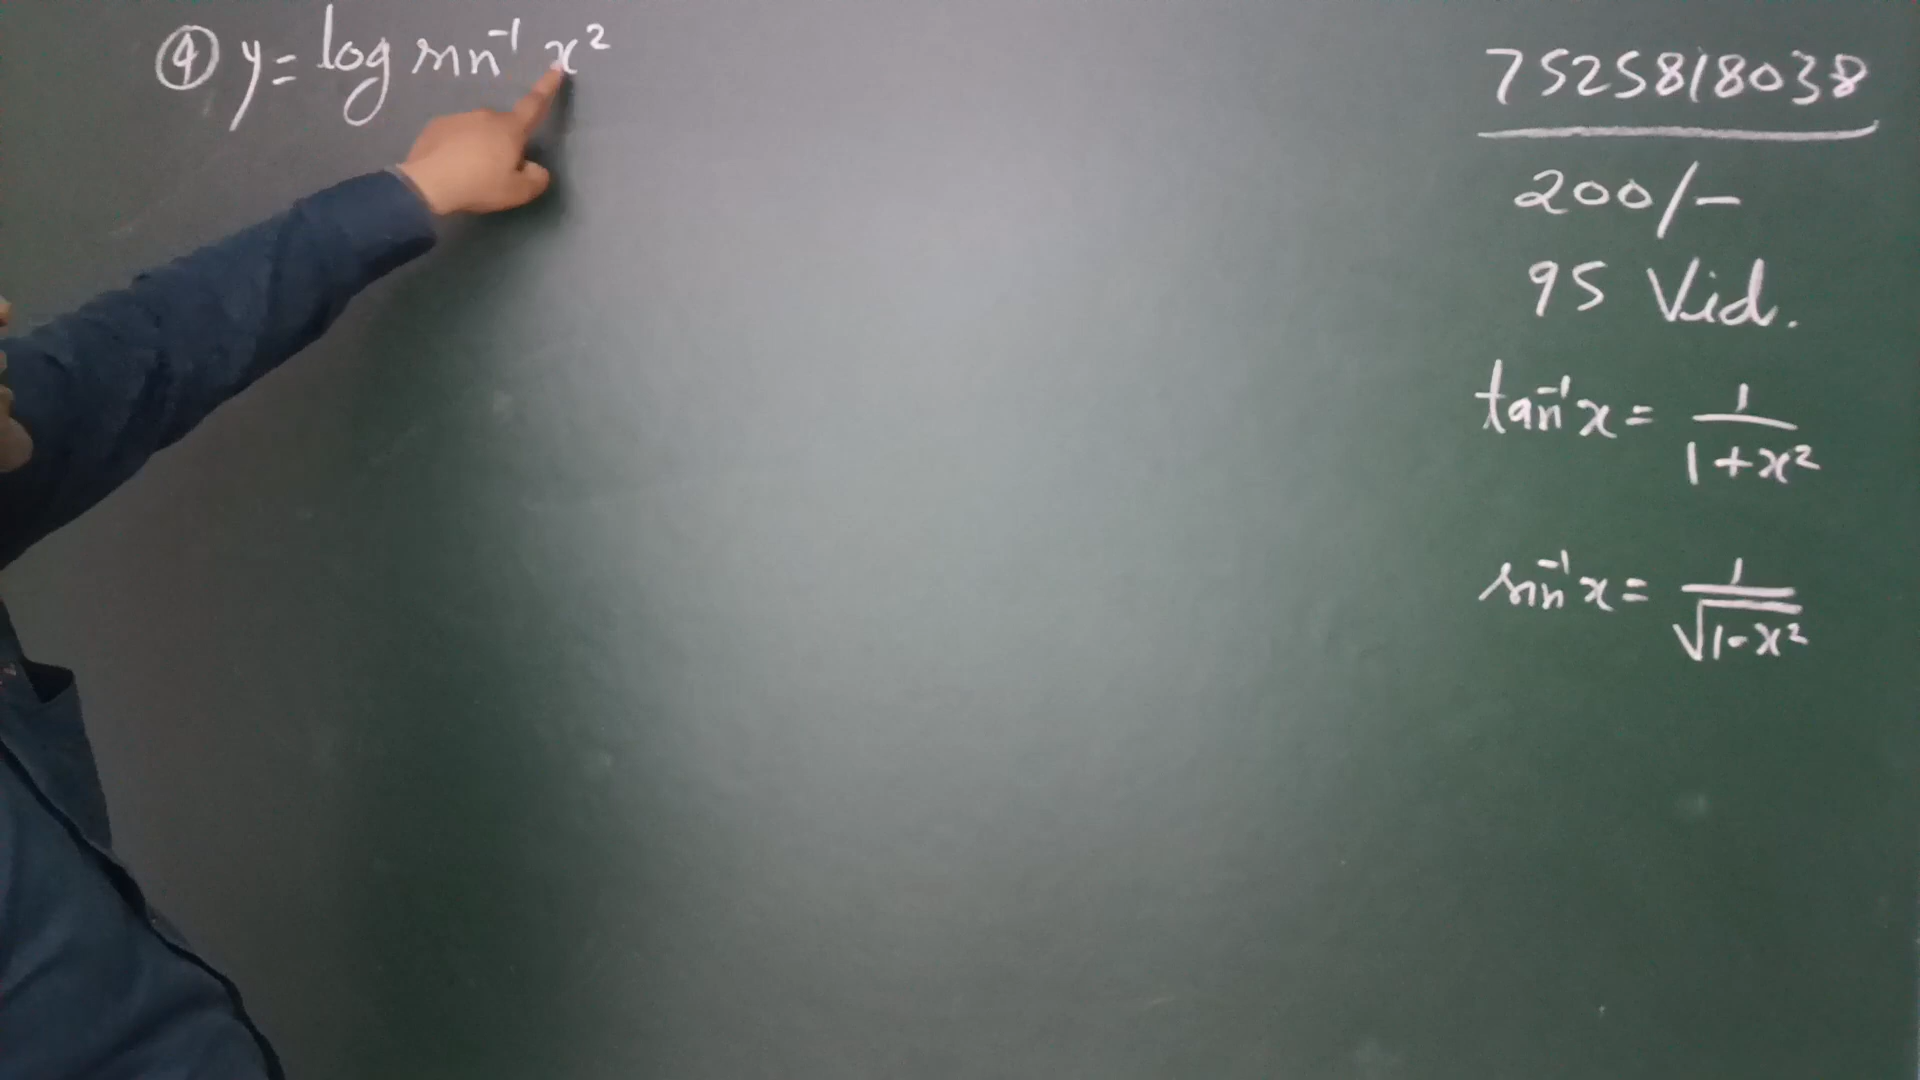 ④ y = log sin⁻¹ x²
7525818038
200/-
95 Vid.
tan⁻¹x = 1/(1+x²)
sin⁻¹x = 1/√(1-x²)